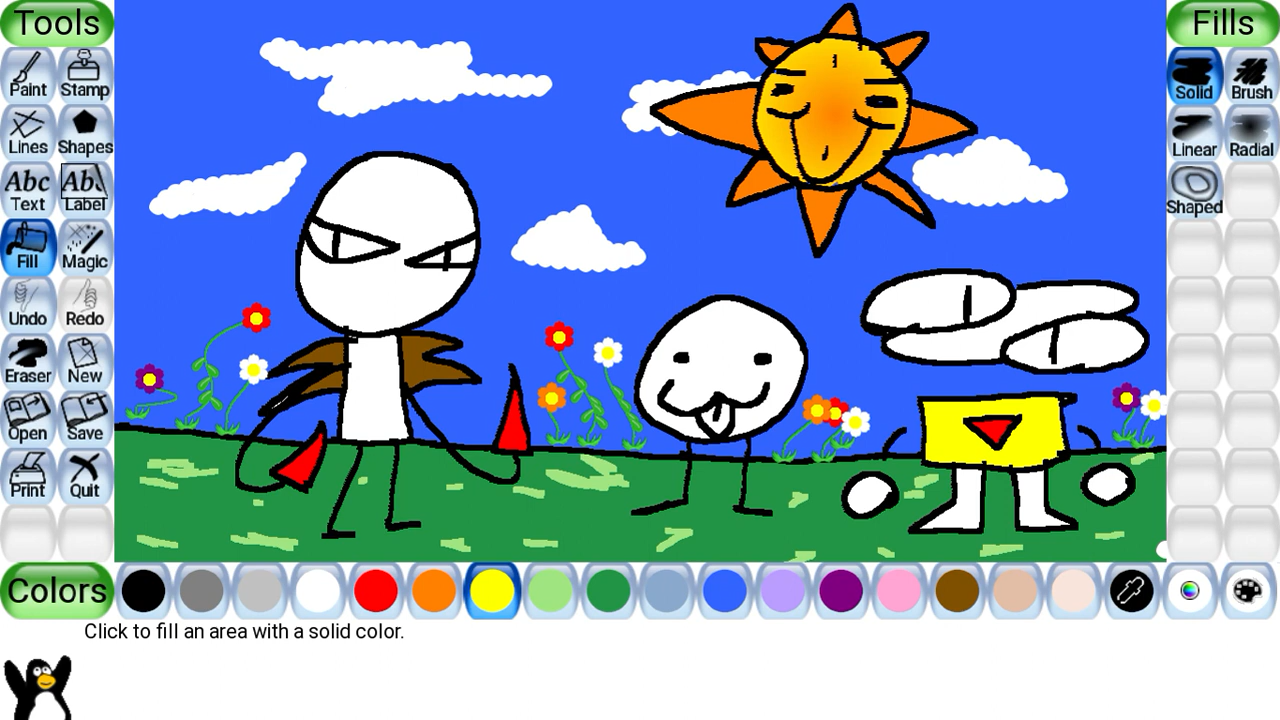 Tools
Fills
Paint
Stamp
Solid
Brush
Lines
Shapes
Linear
Radial
Abc
Abc
Text
Label
Shaped
Fill
Magic
Undo
Redo
Eraser
New
Open
Save
Print
Quit
Colors
Click to fill an area with a solid color.